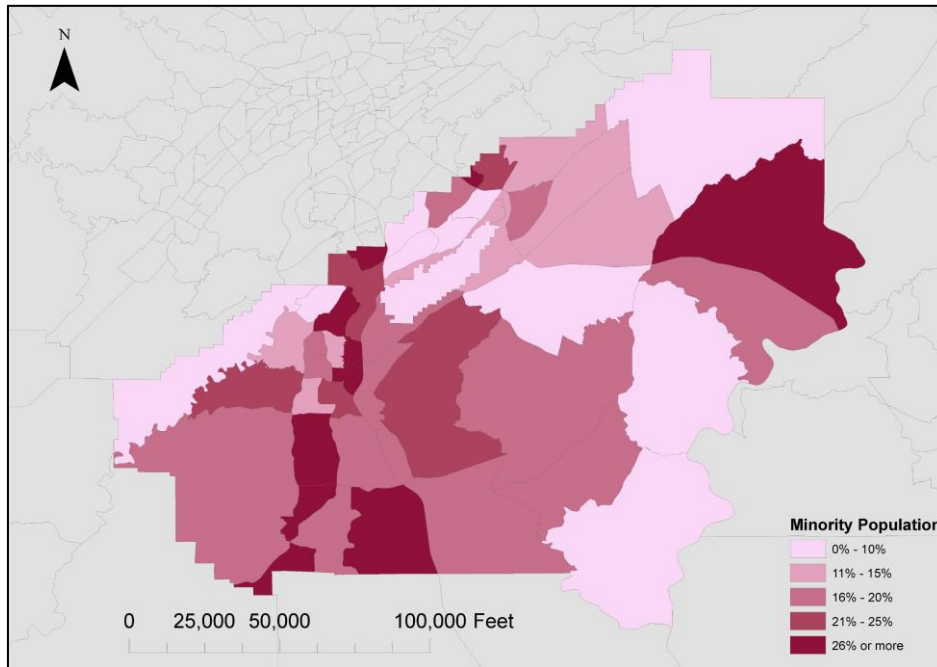 N
Minority Population
0% - 10%
11% - 15%
16% - 20%
21% - 25%
26% or more
0 25,000 50,000 100,000 Feet